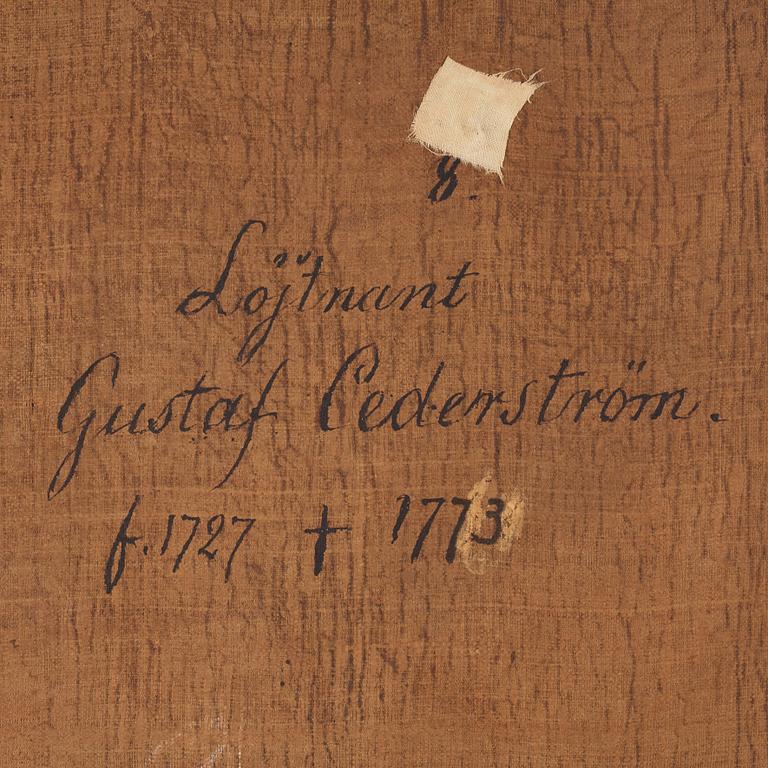 8.
Löjtnant
Gustaf Cederström.
f. 1727 † 1773